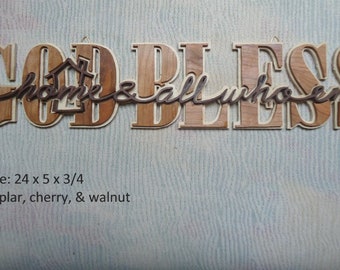 GOD BLESS
home & all who en
e: 24 x 5 x 3/4
plar, cherry, & walnut